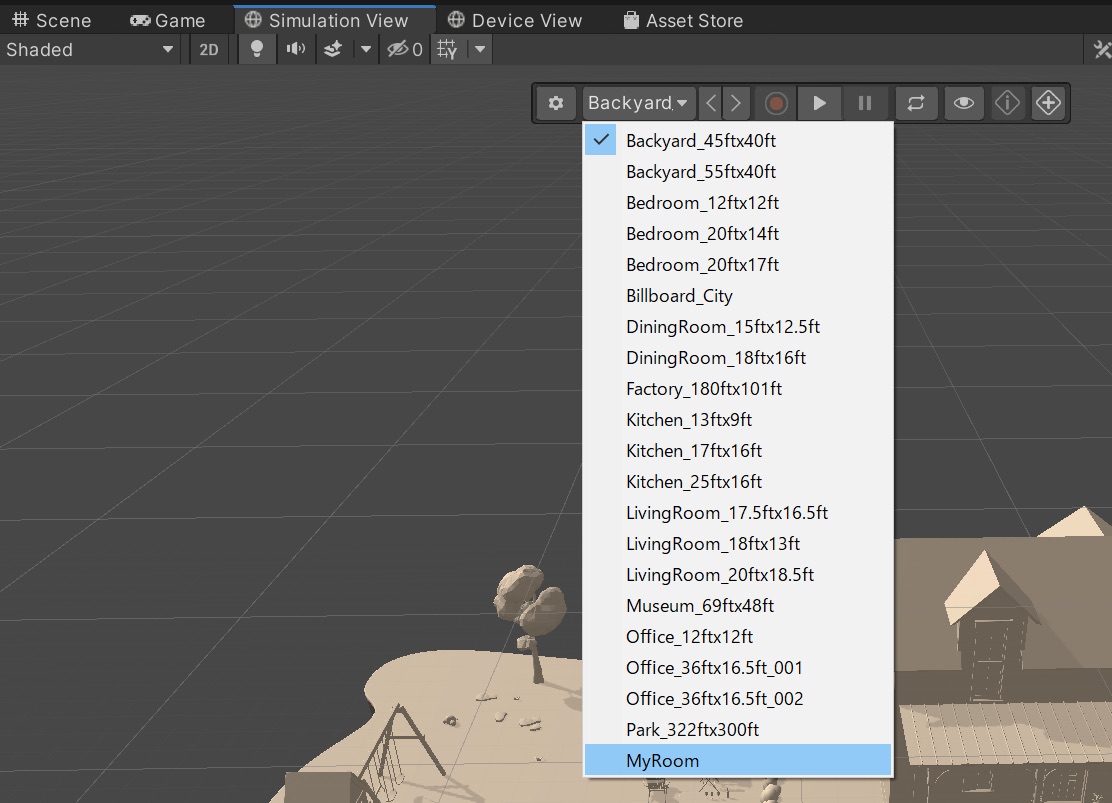 Scene Game Simulation View Device View Asset Store
Shaded 2D 0
Backyard
Backyard_45ftx40ft
Backyard_55ftx40ft
Bedroom_12ftx12ft
Bedroom_20ftx14ft
Bedroom_20ftx17ft
Billboard_City
DiningRoom_15ftx12.5ft
DiningRoom_18ftx16ft
Factory_180ftx101ft
Kitchen_13ftx9ft
Kitchen_17ftx16ft
Kitchen_25ftx16ft
LivingRoom_17.5ftx16.5ft
LivingRoom_18ftx13ft
LivingRoom_20ftx18.5ft
Museum_69ftx48ft
Office_12ftx12ft
Office_36ftx16.5ft_001
Office_36ftx16.5ft_002
Park_322ftx300ft
MyRoom